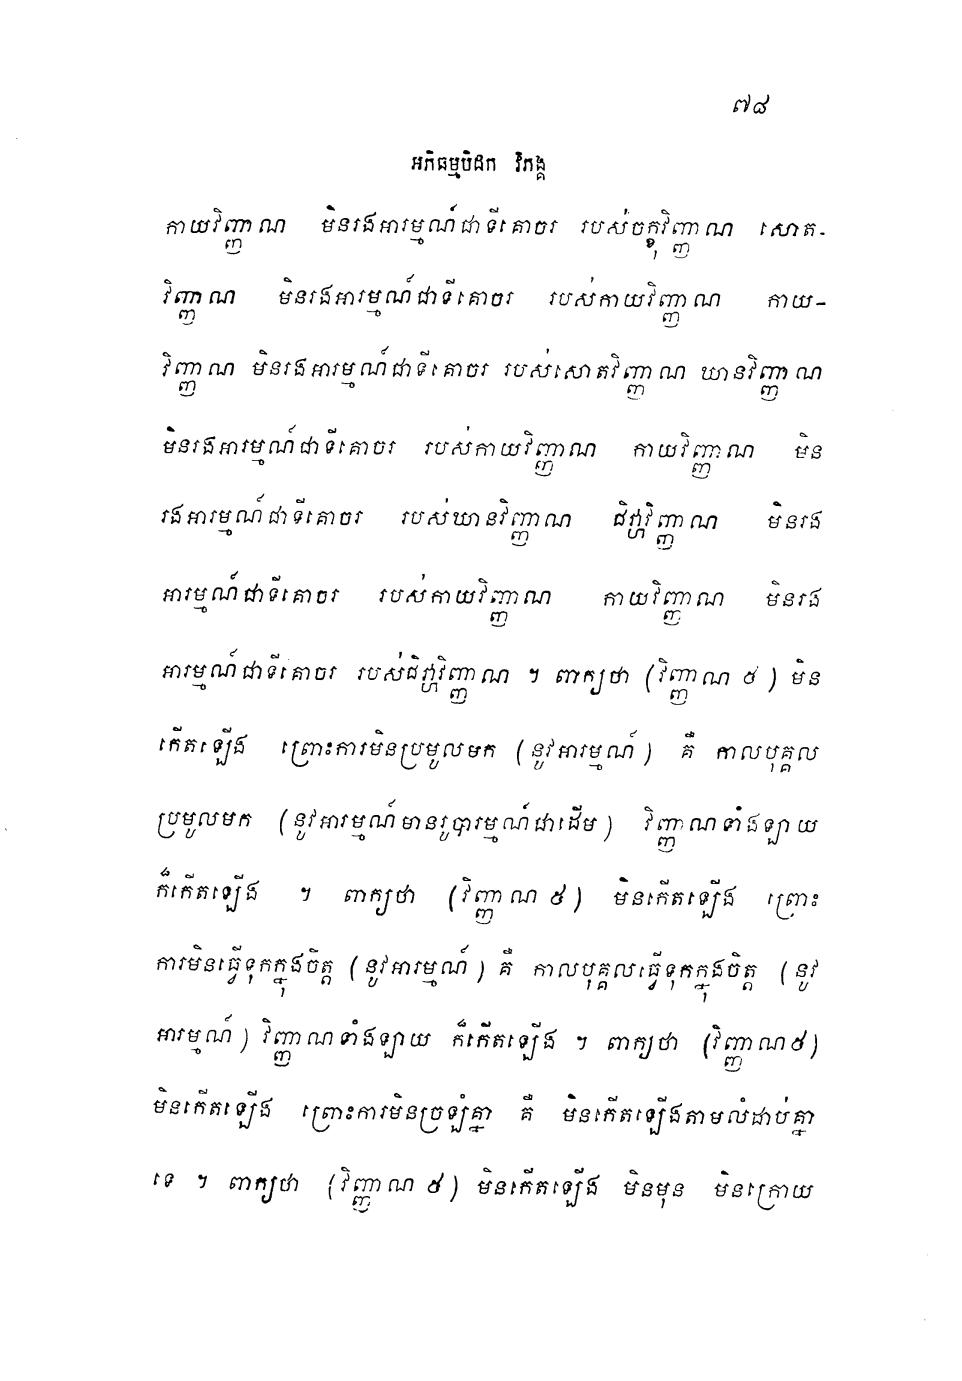 ៧៨
អភិធម្មបិដក វិភង្គ
កាយវិញ្ញាណ មិនរងអារម្មណ៍ជាទីគោចរ របស់ចក្ខុវិញ្ញាណ សោត-
វិញ្ញាណ មិនរងអារម្មណ៍ជាទីគោចរ របស់កាយវិញ្ញាណ កាយ-
វិញ្ញាណ មិនរងអារម្មណ៍ជាទីគោចរ របស់សោតវិញ្ញាណ ឃានវិញ្ញាណ
មិនរងអារម្មណ៍ជាទីគោចរ របស់កាយវិញ្ញាណ កាយវិញ្ញាណ មិន
រងអារម្មណ៍ជាទីគោចរ របស់ឃានវិញ្ញាណ ជិវ្ហាវិញ្ញាណ មិនរង
អារម្មណ៍ជាទីគោចរ របស់កាយវិញ្ញាណ កាយវិញ្ញាណ មិនរង
អារម្មណ៍ជាទីគោចរ របស់ជិវ្ហាវិញ្ញាណ ។ ពាក្យថា (វិញ្ញាណ ៥ ) មិន
កើតឡើង ព្រោះការមិនប្រមូលមក (នូវអារម្មណ៍ ) គឺ កាលបុគ្គល
ប្រមូលមក (នូវអារម្មណ៍មានរូបារម្មណ៍ជាដើម ) វិញ្ញាណទាំងឡាយ
ក៏កើតឡើង ។ ពាក្យថា (វិញ្ញាណ ៥ ) មិនកើតឡើង ព្រោះ
ការមិនធ្វើទុកក្នុងចិត្ត (នូវអារម្មណ៍ ) គឺ កាលបុគ្គលធ្វើទុកក្នុងចិត្ត (នូវ
អារម្មណ៍ ) វិញ្ញាណទាំងឡាយ ក៏កើតឡើង ។ ពាក្យថា (វិញ្ញាណ៥ )
មិនកើតឡើង ព្រោះការមិនច្រឡំគ្នា គឺ មិនកើតឡើងតាមលំដាប់គ្នា
ទេ ។ ពាក្យថា (វិញ្ញាណ ៥ ) មិនកើតឡើង មិនមុន មិនក្រោយ